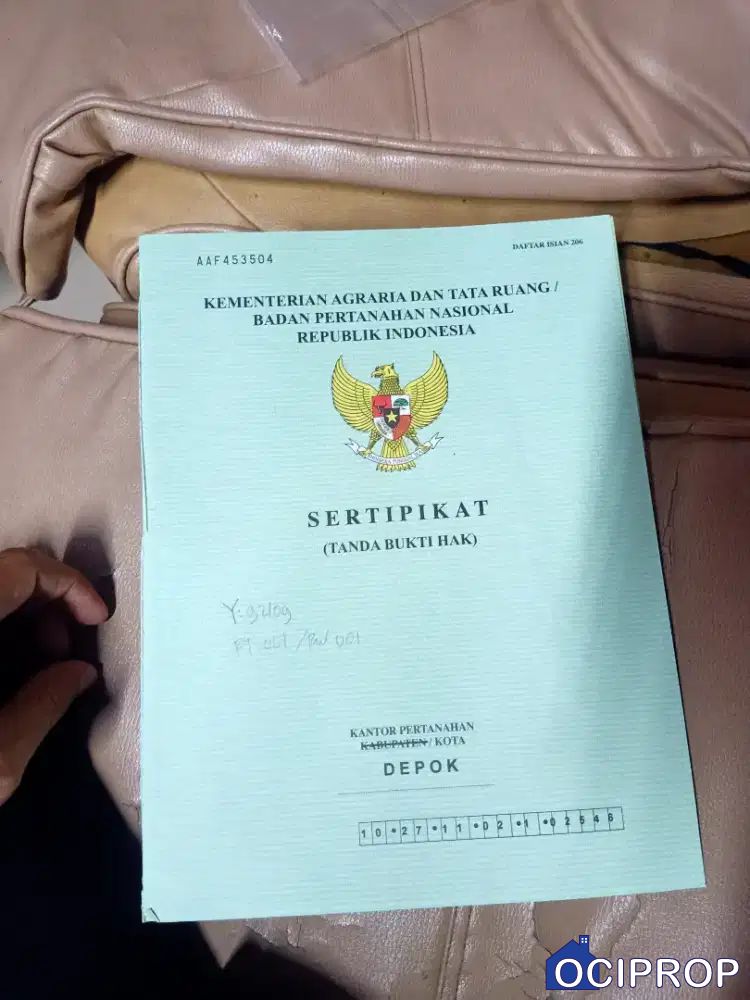 AAF453504
DAFTAR ISIAN 206
KEMENTERIAN AGRARIA DAN TATA RUANG /
BADAN PERTANAHAN NASIONAL
REPUBLIK INDONESIA
SERTIPIKAT
(TANDA BUKTI HAK)
KANTOR PERTANAHAN
KABUPATEN / KOTA
DEPOK
10•27•11•02•1•02546
OCIPROP